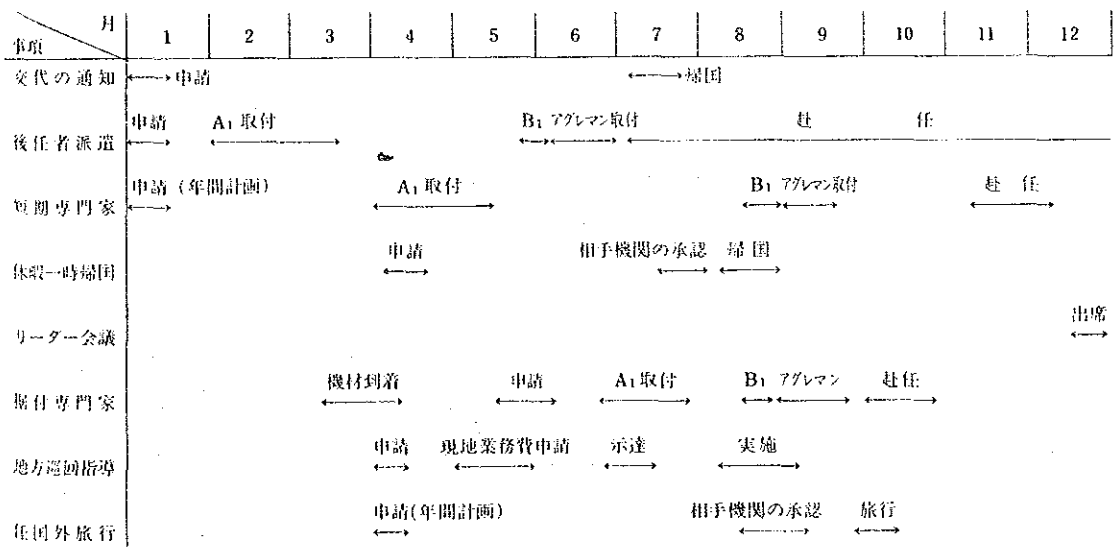 月
事項
1 2 3 4 5 6 7 8 9 10 11 12
交代の通知 申請 帰国
後任者派遣 申請 A1取付 B1 アグレマン取付 赴任
短期専門家 申請(年間計画) A1取付 B1 アグレマン取付 赴任
休暇一時帰国 申請 相手機関の承認 帰国
リーダー会議 出席
据付専門家 機材到着 申請 A1取付 B1 アグレマン 赴任
地方巡回指導 申請 現地業務費申請 示達 実施
任国外旅行 申請(年間計画) 相手機関の承認 旅行